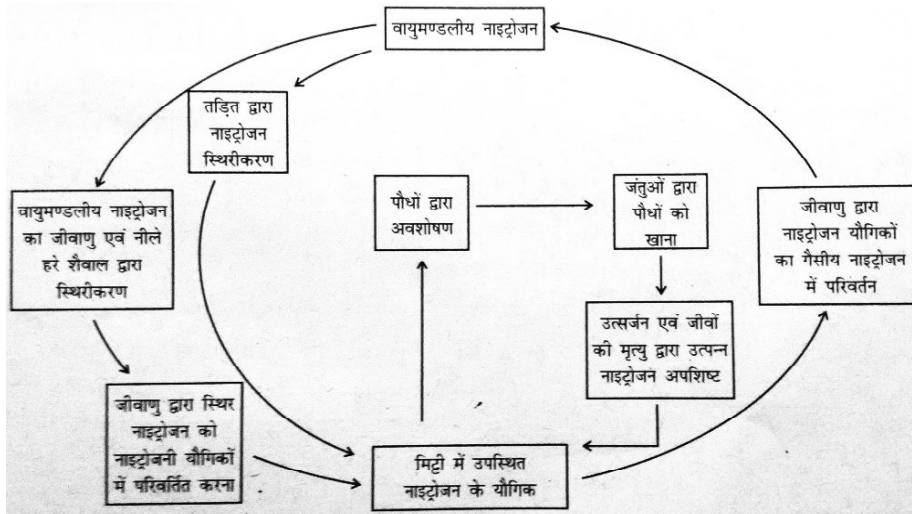 वायुमण्डलीय नाइट्रोजन
तड़ित द्वारा
नाइट्रोजन
स्थिरीकरण
वायुमण्डलीय नाइट्रोजन
का जीवाणु एवं नीले
हरे शैवाल द्वारा
स्थिरीकरण
पौधों द्वारा
अवशोषण
जंतुओं द्वारा
पौधों को
खाना
जीवाणु द्वारा
नाइट्रोजन यौगिकों
का गैसीय नाइट्रोजन
में परिवर्तन
उत्सर्जन एवं जीवों
की मृत्यु द्वारा उत्पन्न
नाइट्रोजन अपशिष्ट
जीवाणु द्वारा स्थिर
नाइट्रोजन को
नाइट्रोजनी यौगिकों
में परिवर्तित करना
मिट्टी में उपस्थित
नाइट्रोजन के यौगिक